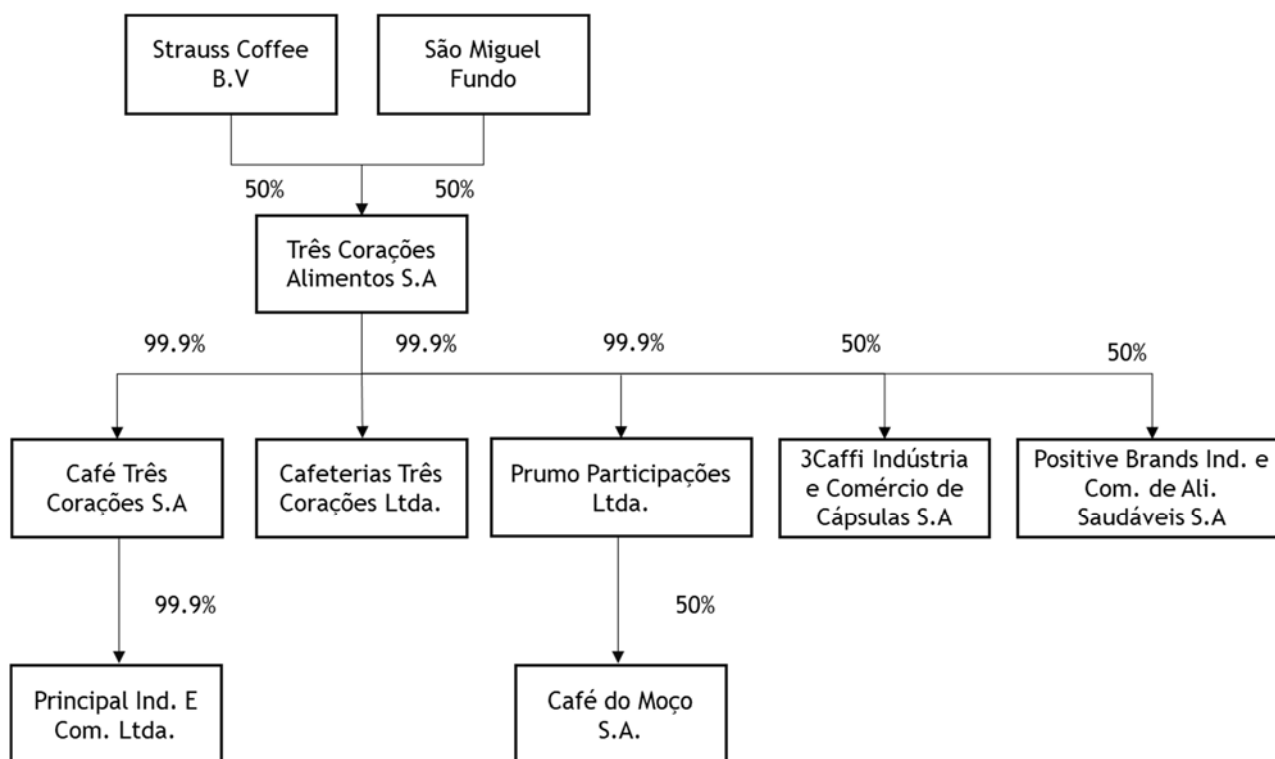 Strauss Coffee
B.V
São Miguel
Fundo
50%
50%
Três Corações
Alimentos S.A
99.9%
99.9%
99.9%
50%
50%
Café Três
Corações S.A
Cafeterias Três
Corações Ltda.
Prumo Participações
Ltda.
3Caffi Indústria
e Comércio de
Cápsulas S.A
Positive Brands Ind. e
Com. de Ali.
Saudáveis S.A
99.9%
50%
Principal Ind. E
Com. Ltda.
Café do Moço
S.A.